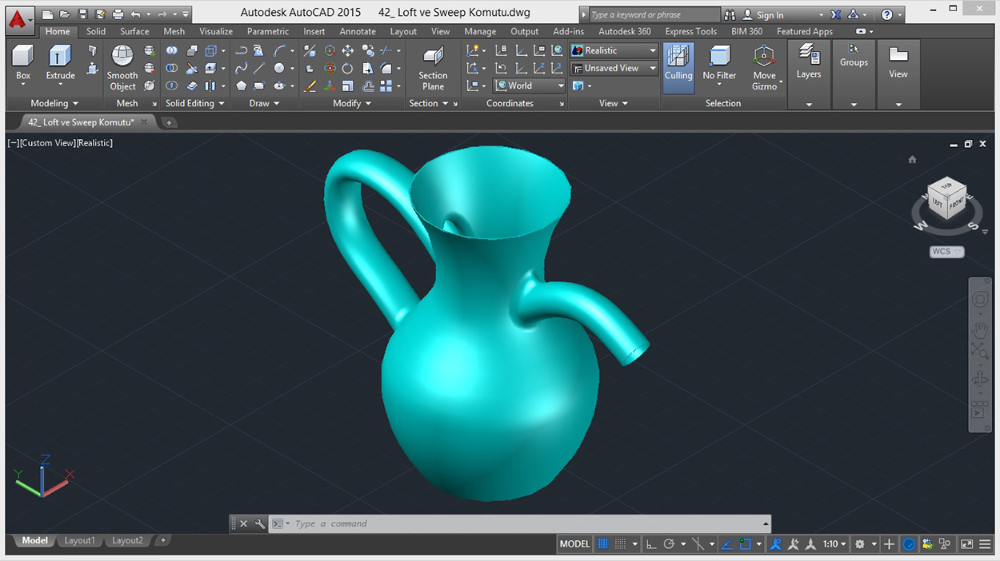 Autodesk AutoCAD 2015    42_ Loft ve Sweep Komutu.dwg
Type a keyword or phrase
Sign In
Home Solid Surface Mesh Visualize Parametric Insert Annotate Layout View Manage Output Add-ins Autodesk 360 Express Tools BIM 360 Featured Apps
Box
Extrude
Smooth
Object
Section
Plane
Realistic
Unsaved View
World
Culling
No Filter
Move
Gizmo
Layers
Groups
View
Modeling
Mesh
Solid Editing
Draw
Modify
Section
Coordinates
View
Selection
42_ Loft ve Sweep Komutu*
[−][Custom View][Realistic]
TOP
LEFT
FRONT
N
E
W
S
WCS
Z
Y
X
Type a command
Model
Layout1
Layout2
MODEL
1:10